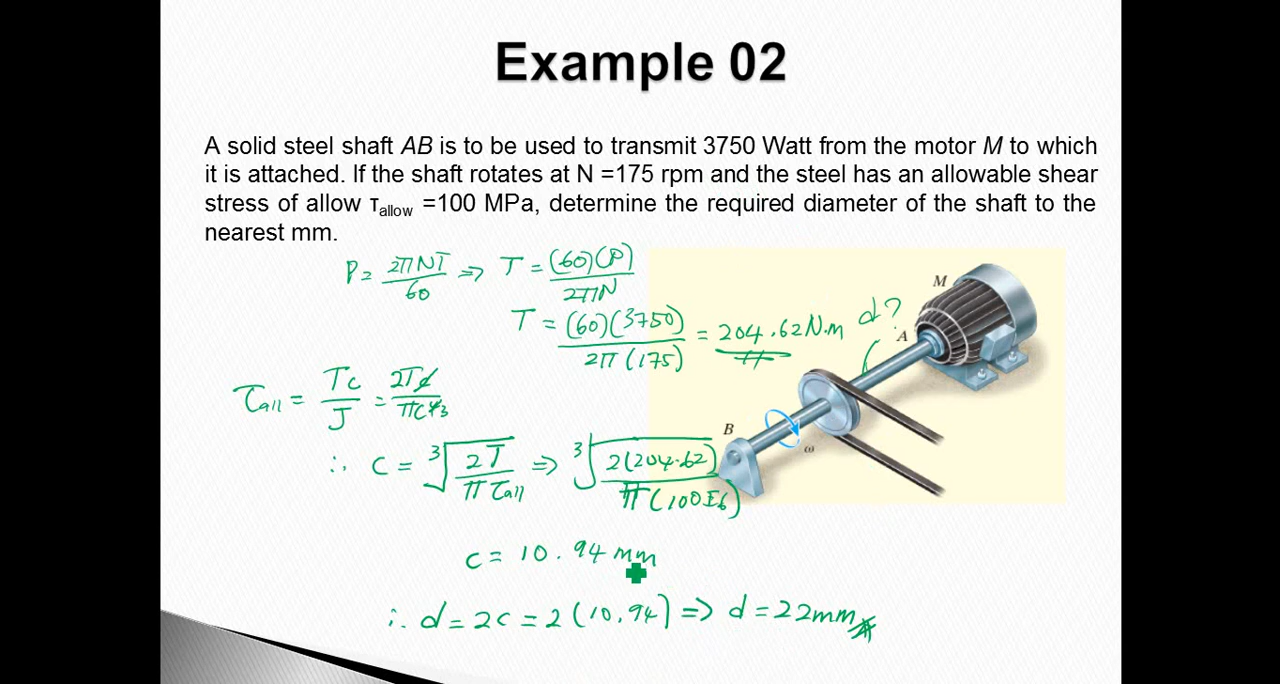 Example 02
A solid steel shaft AB is to be used to transmit 3750 Watt from the motor M to which
it is attached. If the shaft rotates at N =175 rpm and the steel has an allowable shear
stress of allow τallow =100 MPa, determine the required diameter of the shaft to the
nearest mm.
P = 2πNT/60 ⇒ T = (60)(P)/2πN
T = (60)(3750)/2π(175) = 204.62 N.m
d?
M
A
τall = Tc/J = 2Tc/πc⁴3
B
ω
∴ c = ∛(2T/πτall) ⇒ ∛(2(204.62)/π(100E6))
c = 10.94 mm
∴ d = 2c = 2(10.94) ⇒ d = 22mm